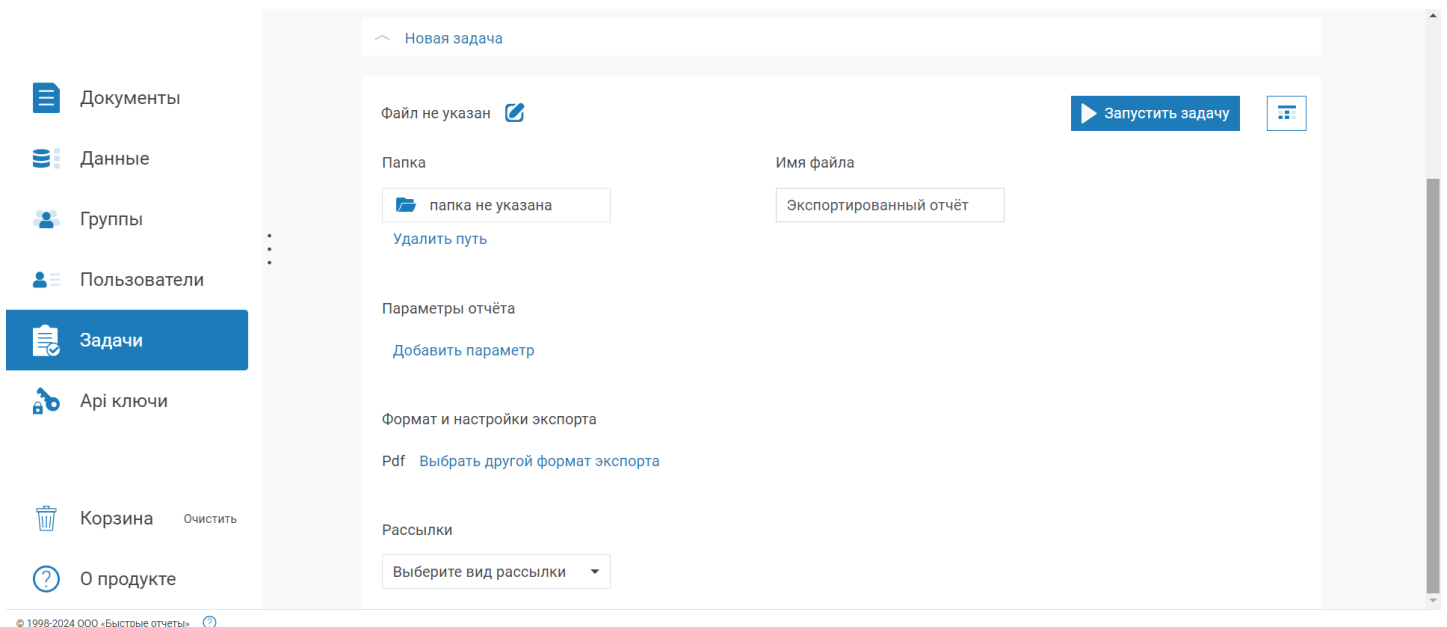 Новая задача
Документы
Данные
Группы
Пользователи
Задачи
Api ключи
Корзина Очистить
О продукте
Файл не указан
Запустить задачу
Папка
Имя файла
папка не указана
Экспортированный отчёт
Удалить путь
Параметры отчёта
Добавить параметр
Формат и настройки экспорта
Pdf Выбрать другой формат экспорта
Рассылки
Выберите вид рассылки
© 1998-2024 ООО «Быстрые отчеты» ?